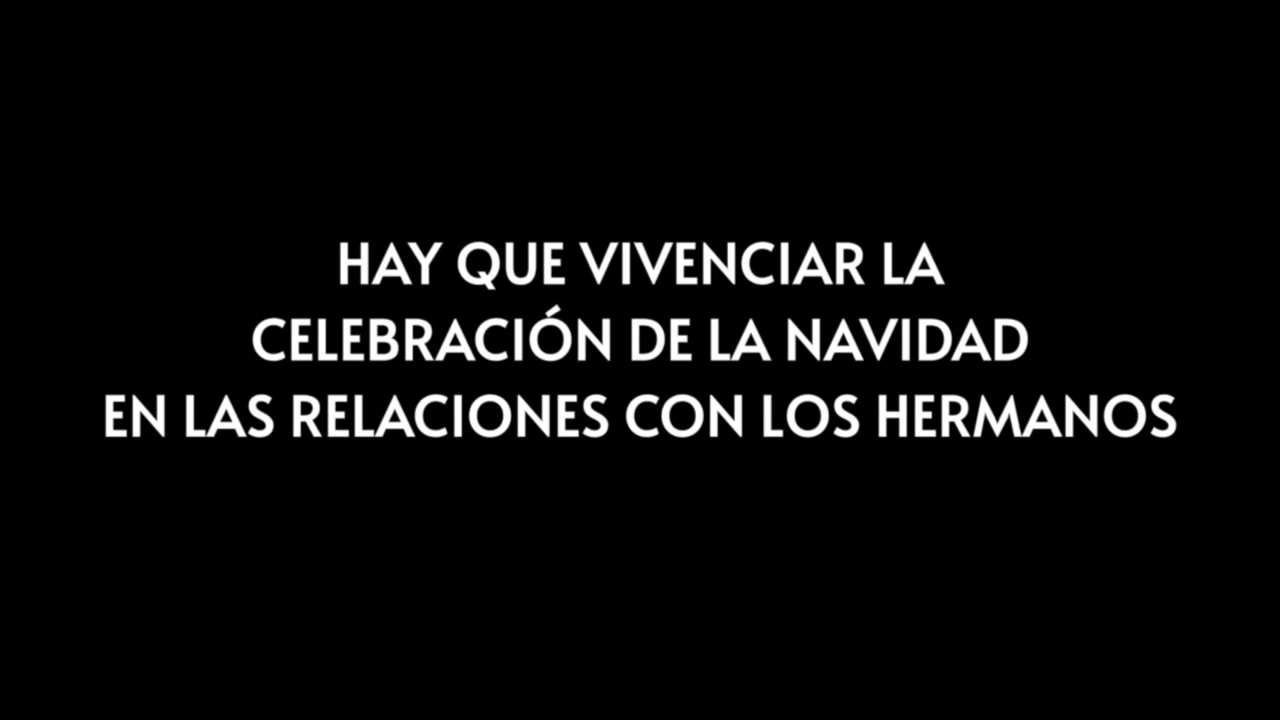 HAY QUE VIVENCIAR LA
CELEBRACIÓN DE LA NAVIDAD
EN LAS RELACIONES CON LOS HERMANOS